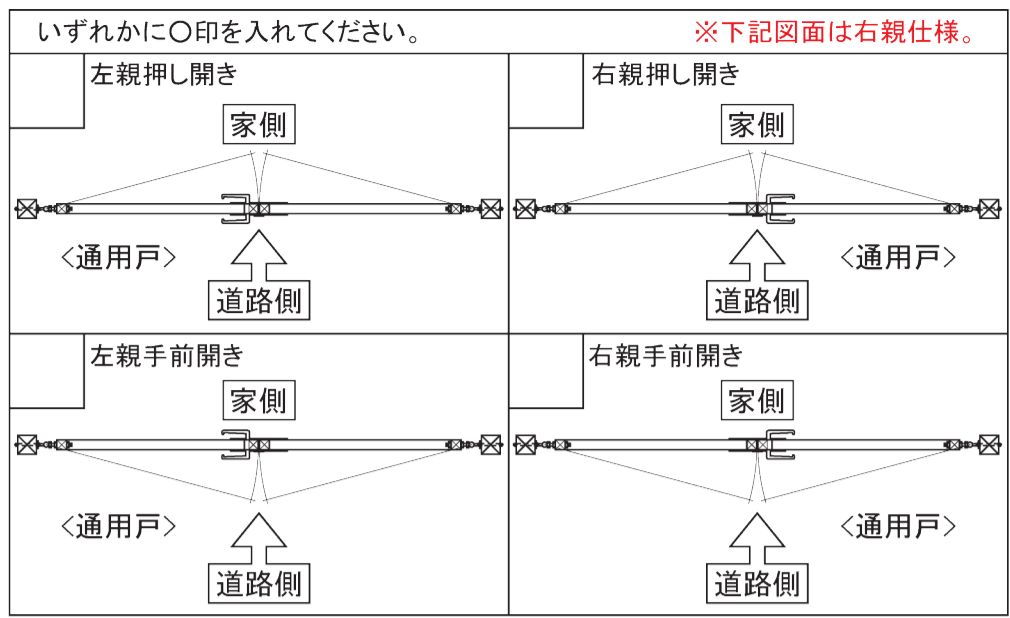 いずれかに〇印を入れてください。
※下記図面は右親仕様。
左親押し開き
家側
<通用戸>
道路側
右親押し開き
家側
<通用戸>
道路側
左親手前開き
家側
<通用戸>
道路側
右親手前開き
家側
<通用戸>
道路側